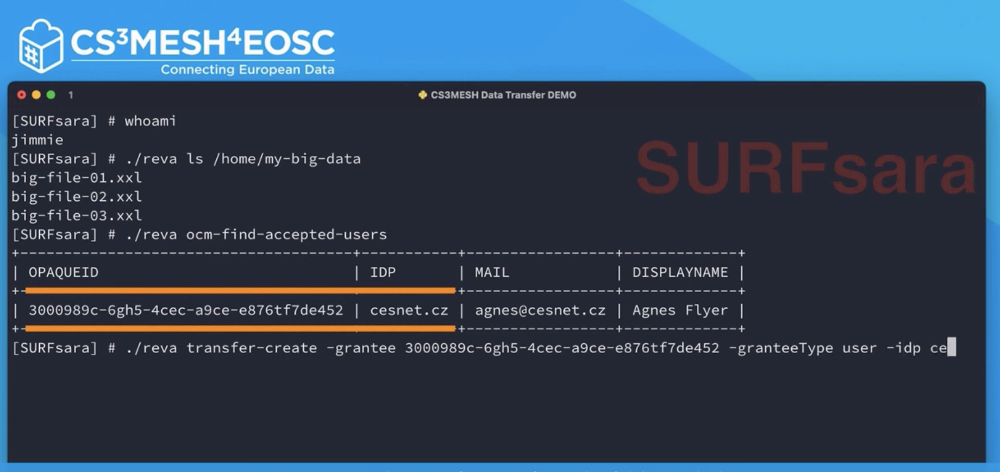 CS³MESH⁴EOSC
Connecting European Data
1
CS3MESH Data Transfer DEMO
[SURFsara] # whoami
jimmie
[SURFsara] # ./reva ls /home/my-big-data
SURFsara
big-file-01.xxl
big-file-02.xxl
big-file-03.xxl
[SURFsara] # ./reva ocm-find-accepted-users
| OPAQUEID | IDP | MAIL | DISPLAYNAME |
| 3000989c-6gh5-4cec-a9ce-e876tf7de452 | cesnet.cz | agnes@cesnet.cz | Agnes Flyer |
[SURFsara] # ./reva transfer-create -grantee 3000989c-6gh5-4cec-a9ce-e876tf7de452 -granteeType user -idp ce